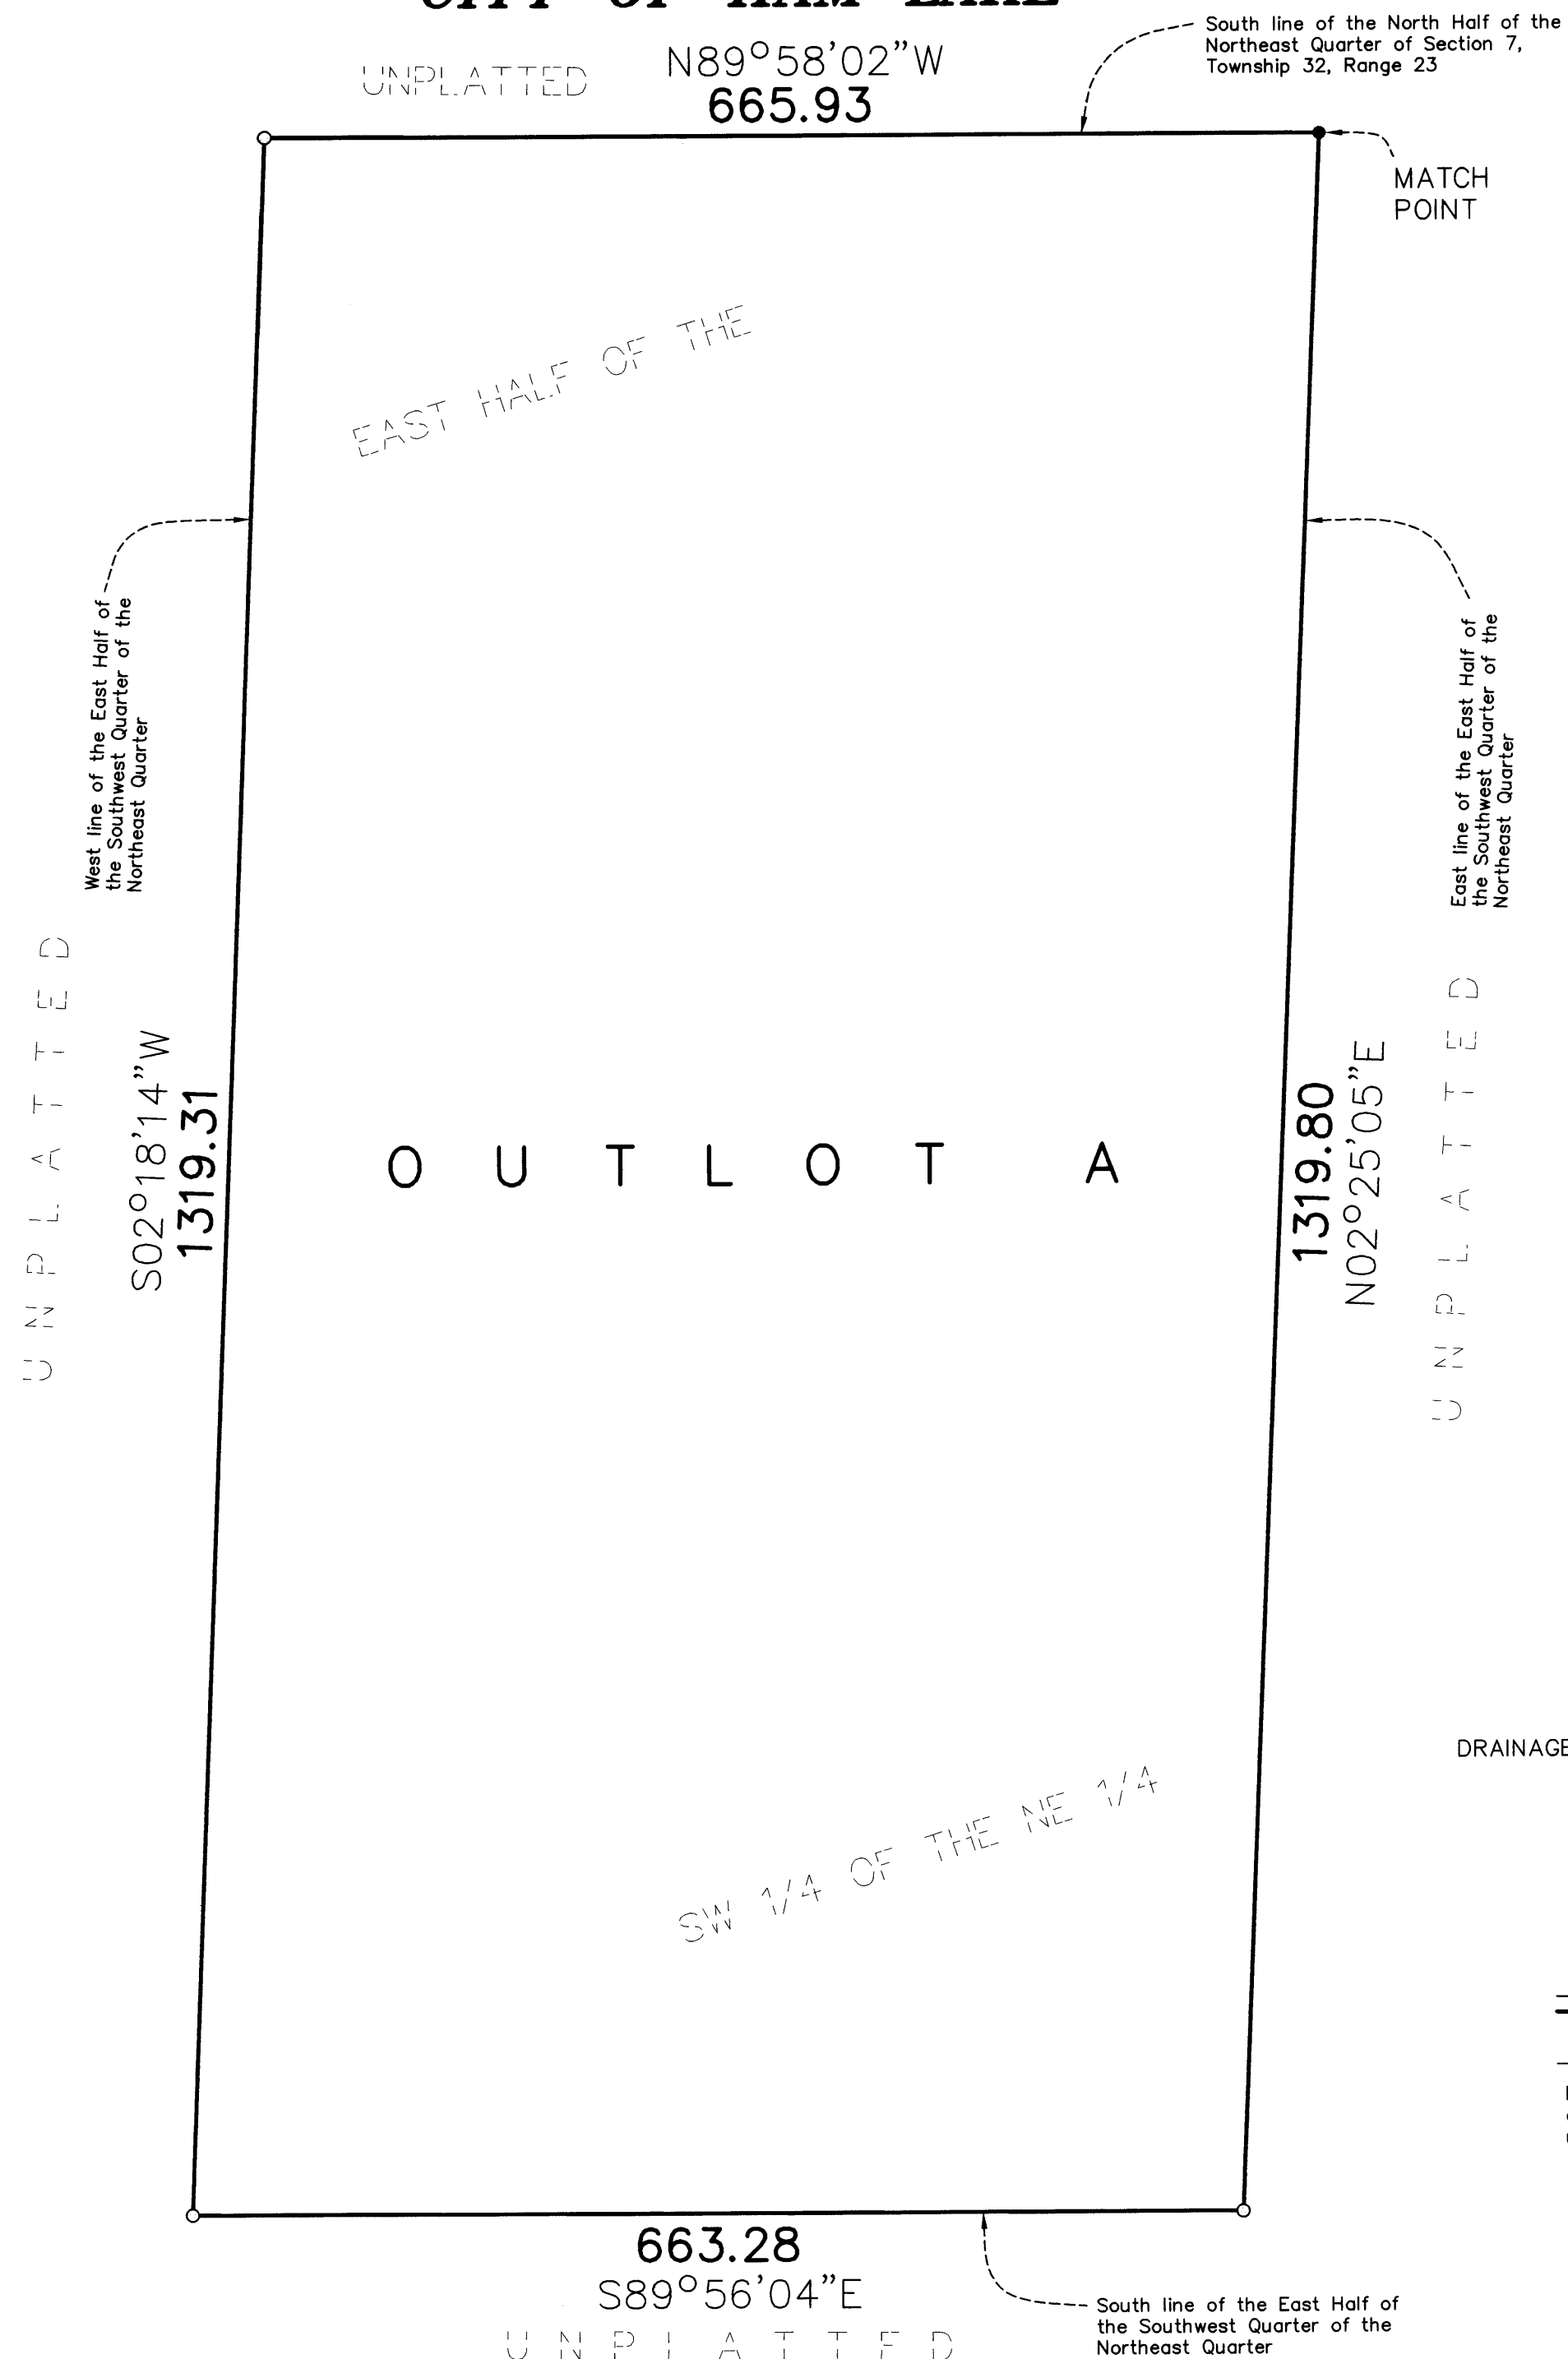 CITY OF HAM LAKE
South line of the North Half of the
Northeast Quarter of Section 7,
Township 32, Range 23
UNPLATTED
N89°58'02"W
665.93
MATCH
POINT
EAST HALF OF THE
West line of the East Half of
the Southwest Quarter of the
Northeast Quarter
East line of the East Half of
the Southwest Quarter of the
Northeast Quarter
UNPLATTED
S02°18'14"W
1319.31
OUTLOT A
1319.80
N02°25'05"E
UNPLATTED
DRAINAGE
SW 1/4 OF THE NE 1/4
663.28
S89°56'04"E
South line of the East Half of
the Southwest Quarter of the
Northeast Quarter
UNPLATTED